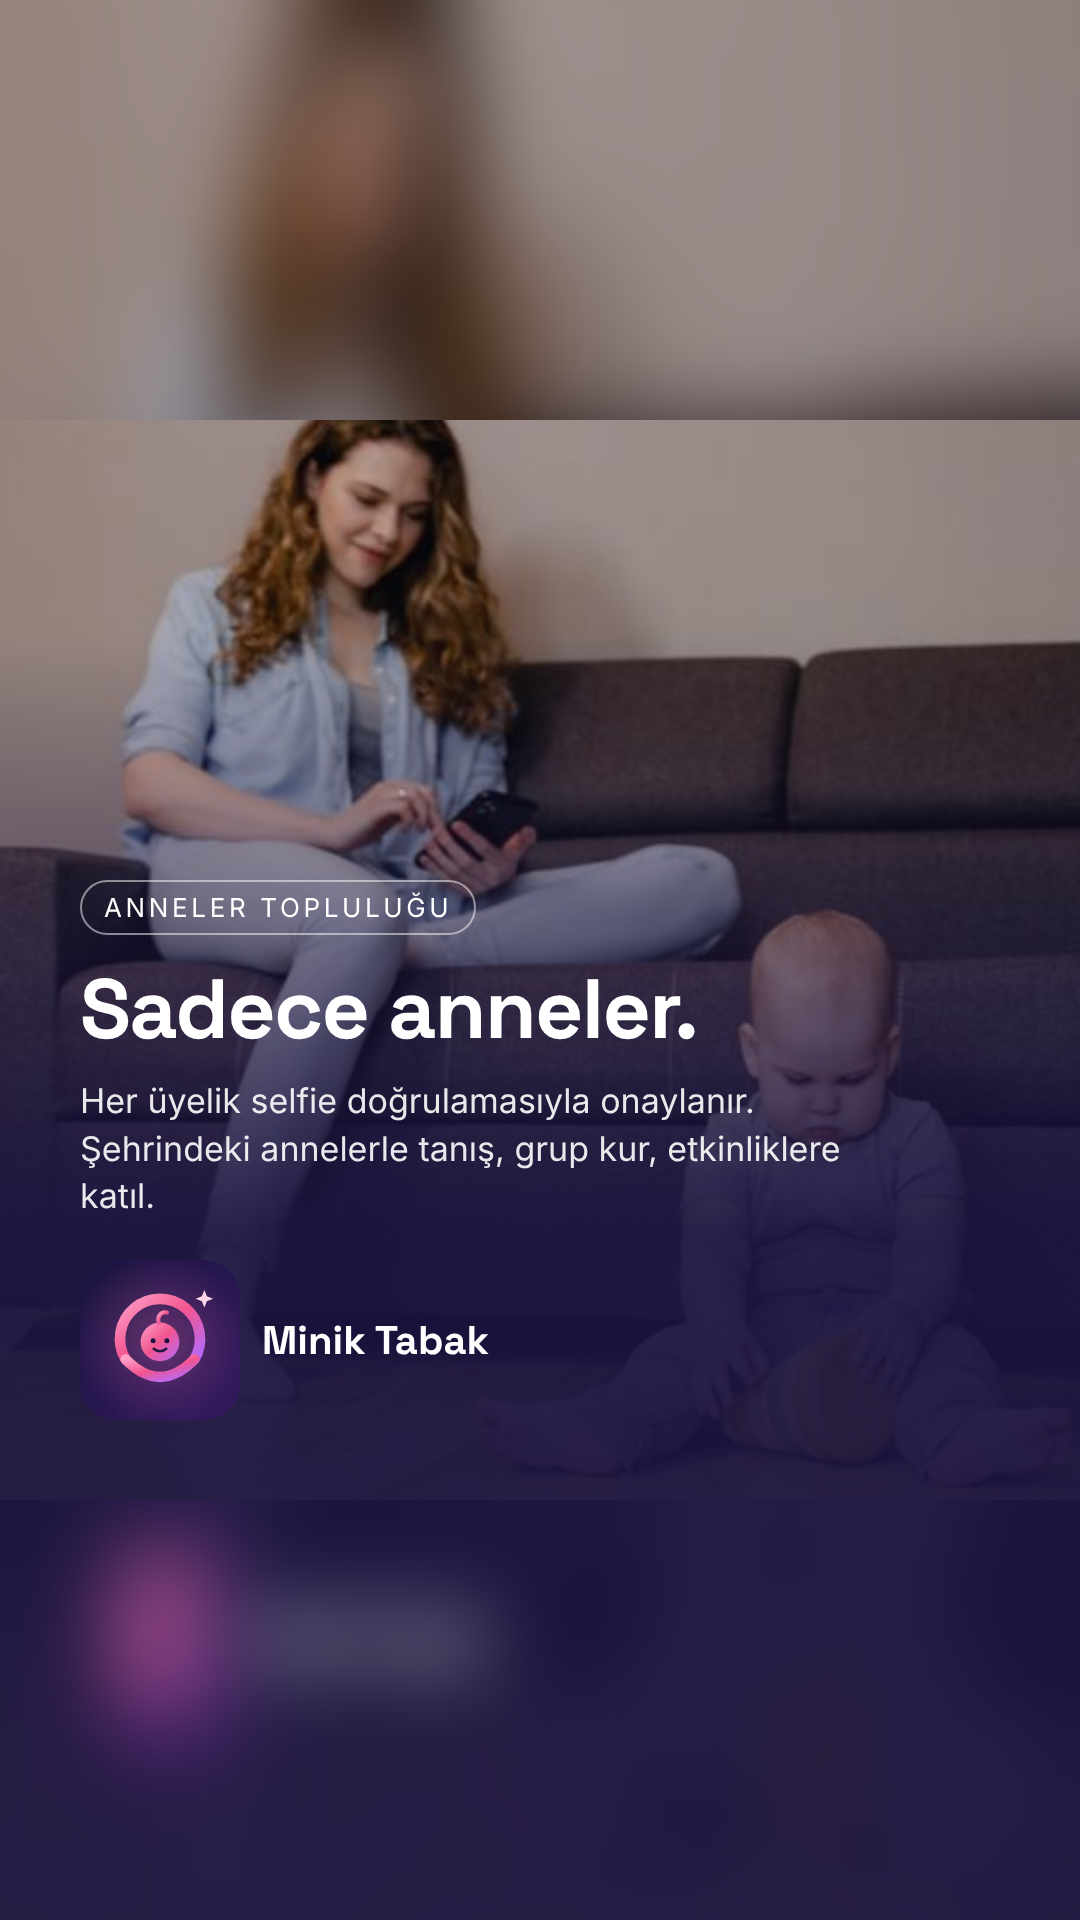 ANNELER TOPLULUĞU
Sadece anneler.
Her üyelik selfie doğrulamasıyla onaylanır.
Şehrindeki annelerle tanış, grup kur, etkinliklere
katıl.
Minik Tabak